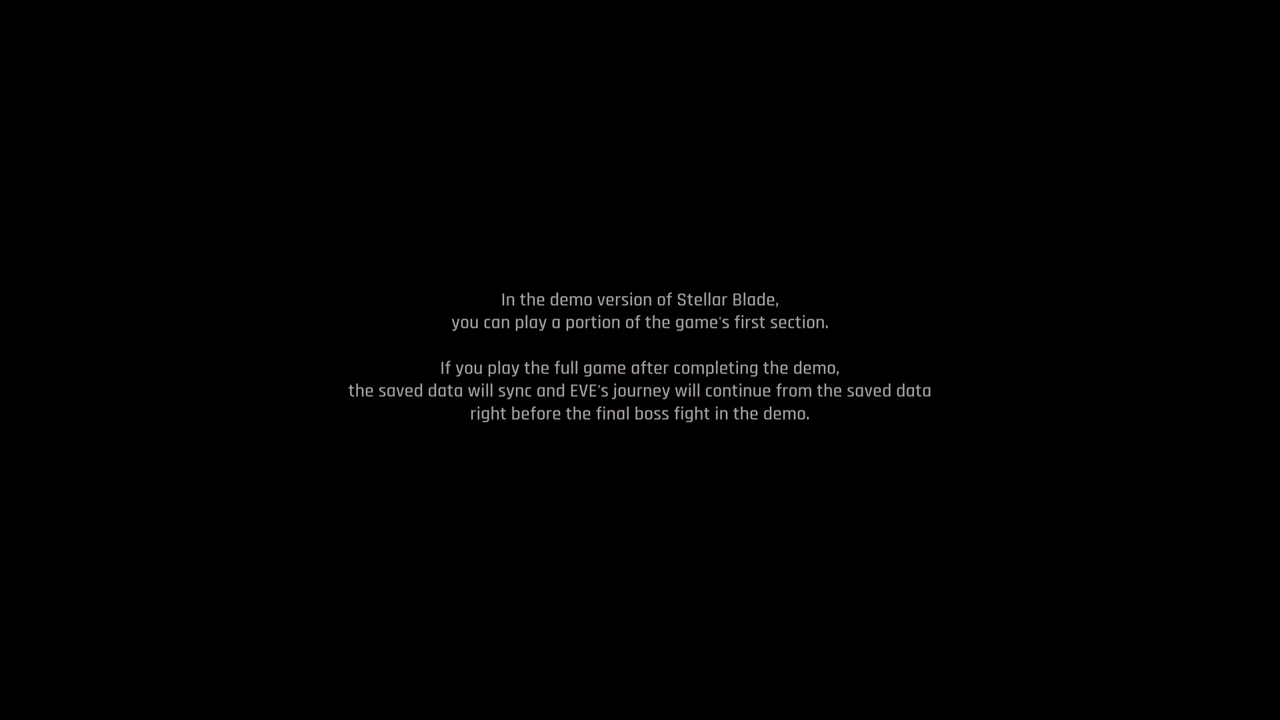 In the demo version of Stellar Blade,
you can play a portion of the game's first section.
If you play the full game after completing the demo,
the saved data will sync and EVE's journey will continue from the saved data
right before the final boss fight in the demo.